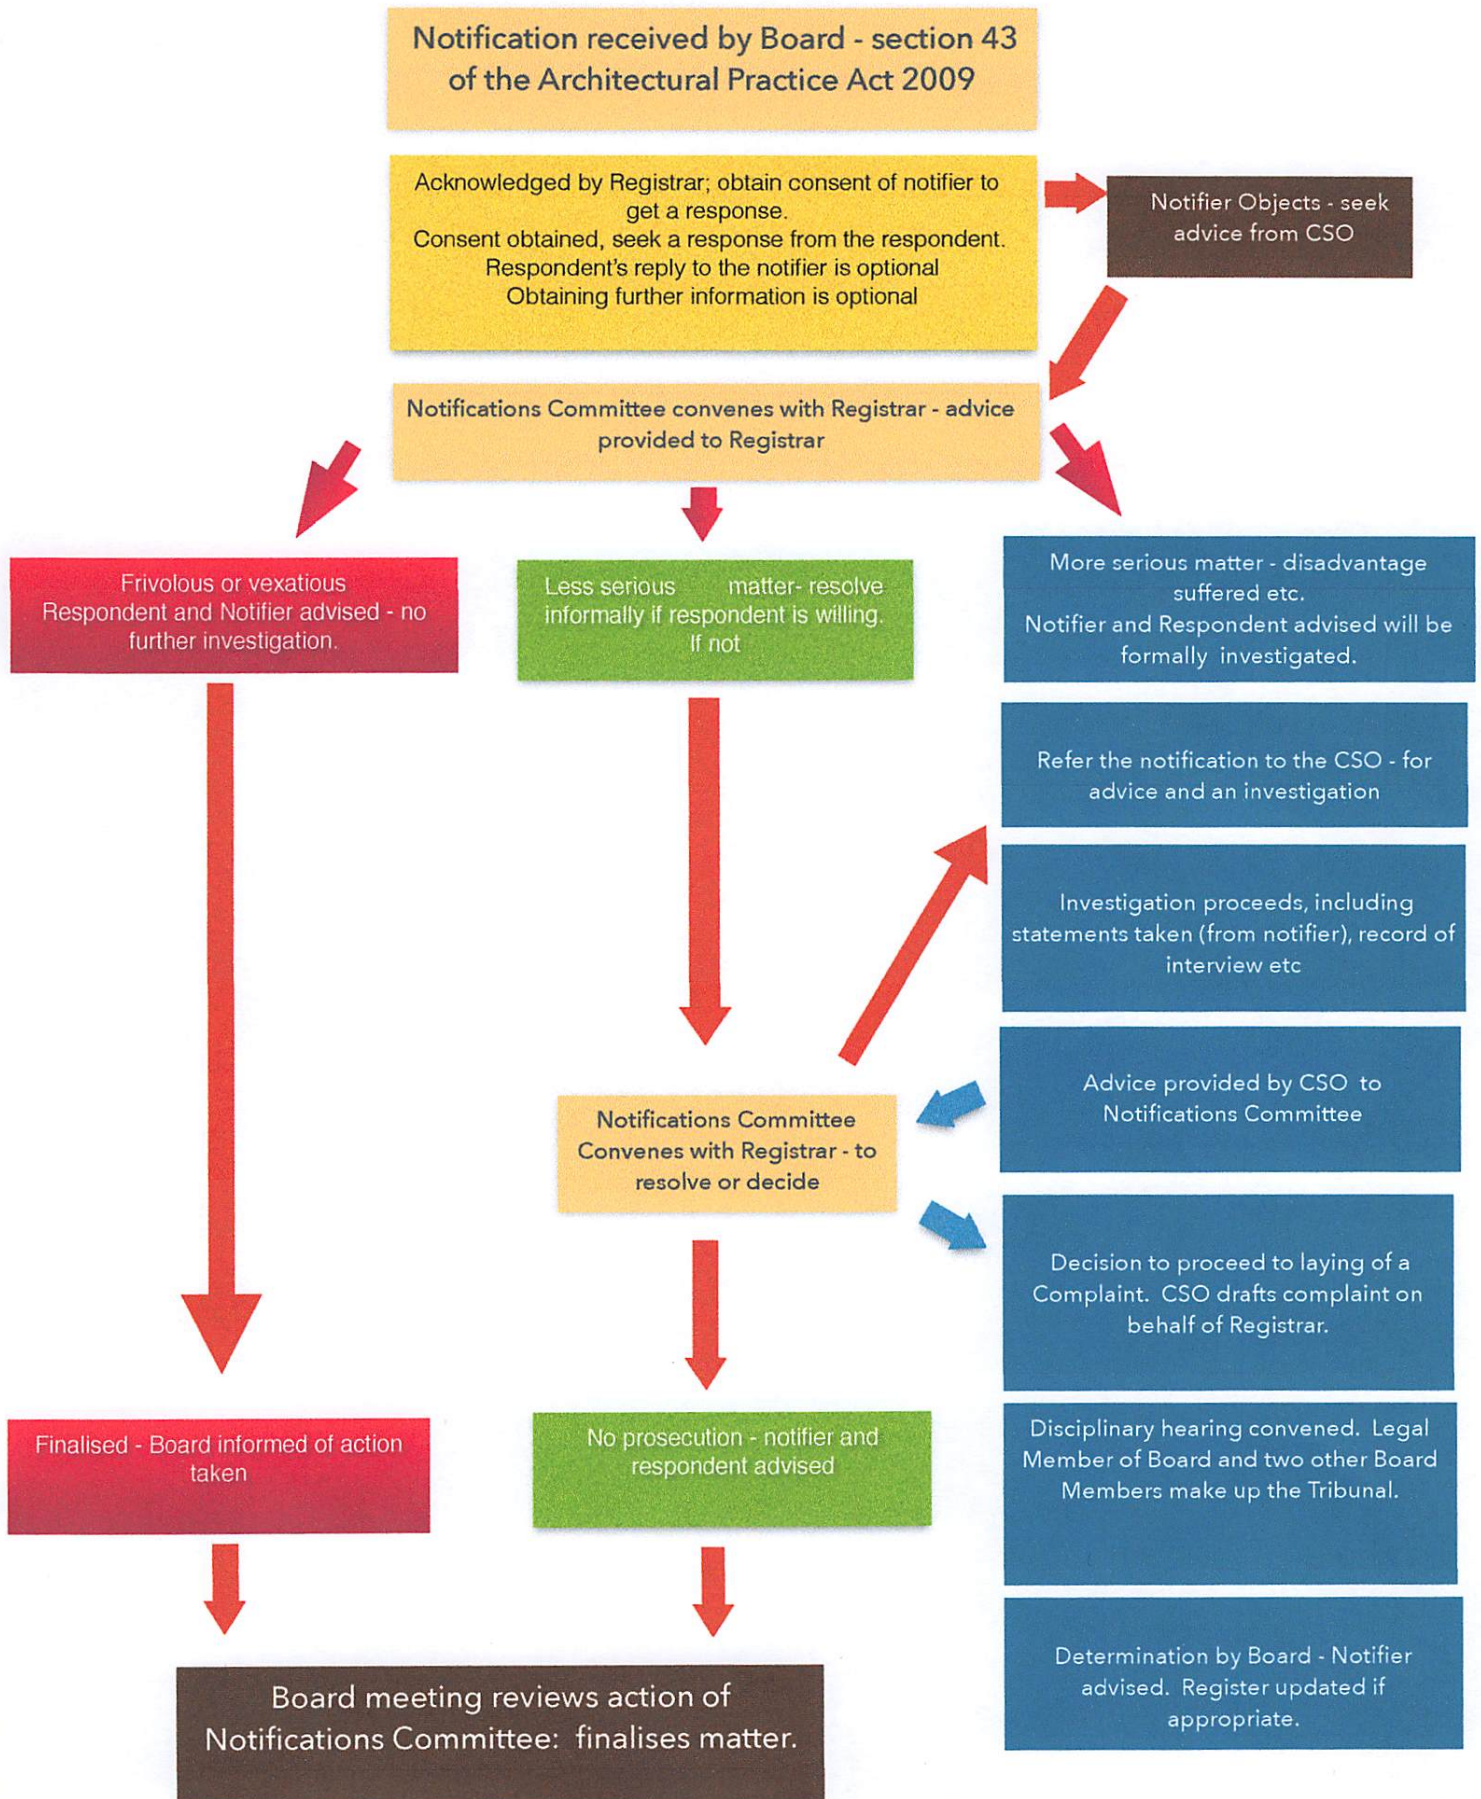 Notification received by Board - section 43
of the Architectural Practice Act 2009
Acknowledged by Registrar; obtain consent of notifier to
get a response.
Consent obtained, seek a response from the respondent.
Respondent's reply to the notifier is optional
Obtaining further information is optional
Notifier Objects - seek
advice from CSO
Notifications Committee convenes with Registrar - advice
provided to Registrar
Frivolous or vexatious
Respondent and Notifier advised - no
further investigation.
Less serious matter- resolve
informally if respondent is willing.
If not
More serious matter - disadvantage
suffered etc.
Notifier and Respondent advised will be
formally investigated.
Refer the notification to the CSO - for
advice and an investigation
Investigation proceeds, including
statements taken (from notifier), record of
interview etc
Advice provided by CSO to
Notifications Committee
Notifications Committee
Convenes with Registrar - to
resolve or decide
Decision to proceed to laying of a
Complaint. CSO drafts complaint on
behalf of Registrar.
Finalised - Board informed of action
taken
No prosecution - notifier and
respondent advised
Disciplinary hearing convened. Legal
Member of Board and two other Board
Members make up the Tribunal.
Determination by Board - Notifier
advised. Register updated if
appropriate.
Board meeting reviews action of
Notifications Committee: finalises matter.